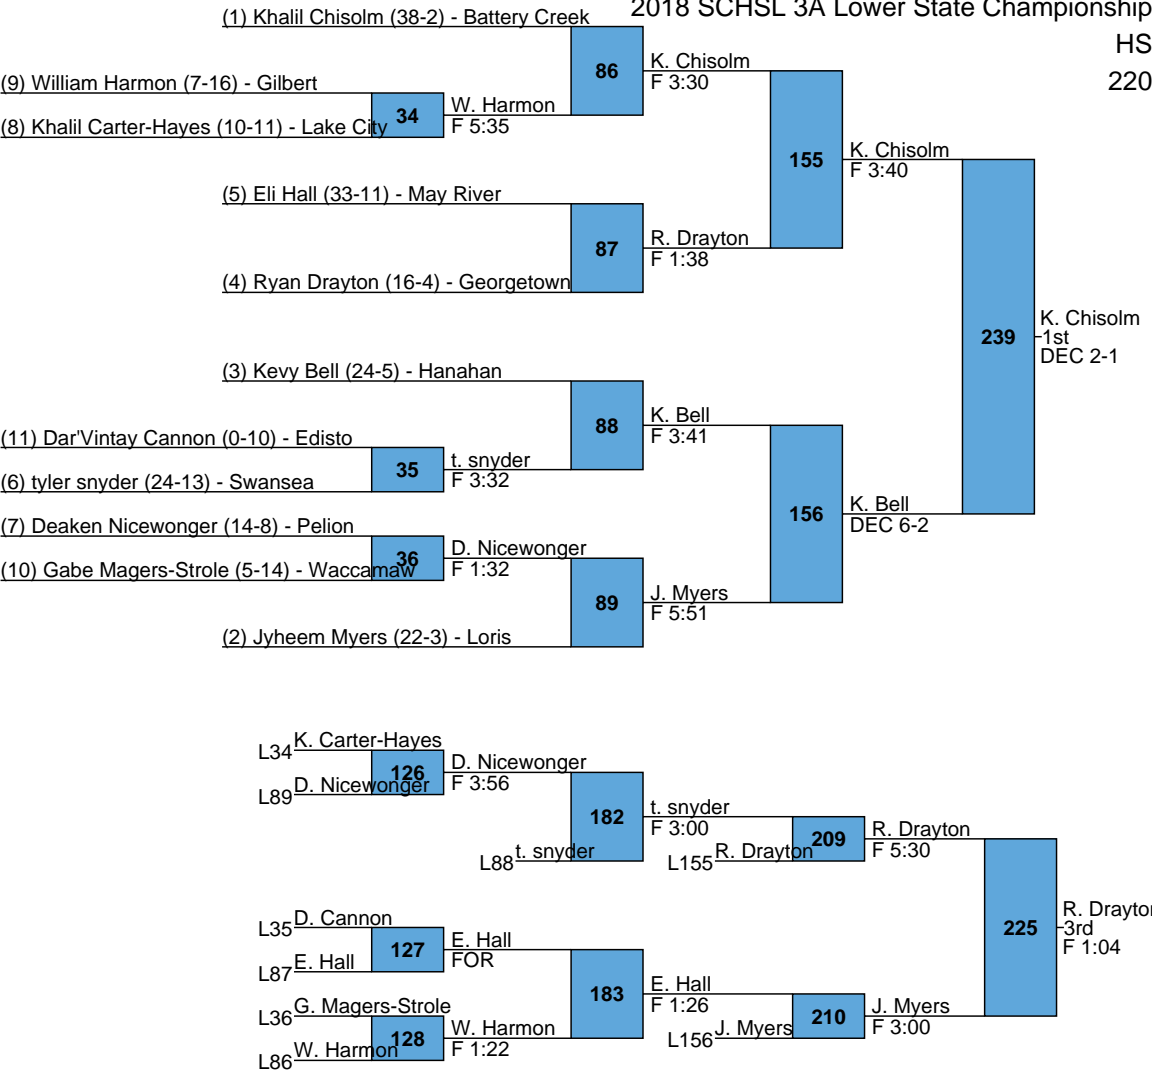 2018 SCHSL 3A Lower State Championship
HS
220
(1) Khalil Chisolm (38-2) - Battery Creek
86
K. Chisolm
F 3:30
(9) William Harmon (7-16) - Gilbert
34
W. Harmon
F 5:35
(8) Khalil Carter-Hayes (10-11) - Lake City
155
K. Chisolm
F 3:40
(5) Eli Hall (33-11) - May River
87
R. Drayton
F 1:38
(4) Ryan Drayton (16-4) - Georgetown
239
K. Chisolm
1st
DEC 2-1
(3) Kevy Bell (24-5) - Hanahan
88
K. Bell
F 3:41
(11) Dar'Vintay Cannon (0-10) - Edisto
35
t. snyder
F 3:32
(6) tyler snyder (24-13) - Swansea
156
K. Bell
DEC 6-2
(7) Deaken Nicewonger (14-8) - Pelion
36
D. Nicewonger
F 1:32
(10) Gabe Magers-Strole (5-14) - Waccamaw
89
J. Myers
F 5:51
(2) Jyheem Myers (22-3) - Loris
L34
K. Carter-Hayes
126
D. Nicewonger
F 3:56
L89
D. Nicewonger
182
t. snyder
F 3:00
L88
t. snyder
L155
R. Drayton
209
R. Drayton
F 5:30
225
R. Drayton
3rd
F 1:04
L35
D. Cannon
127
E. Hall
FOR
L87
E. Hall
183
E. Hall
F 1:26
L36
G. Magers-Strole
128
W. Harmon
F 1:22
L86
W. Harmon
L156
J. Myers
210
J. Myers
F 3:00